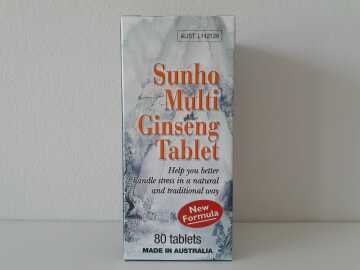 Sunho
Multi
Ginseng
Tablet
Help you better
handle stress in a natural
and traditional way
New
Formula
80 tablets
MADE IN AUSTRALIA